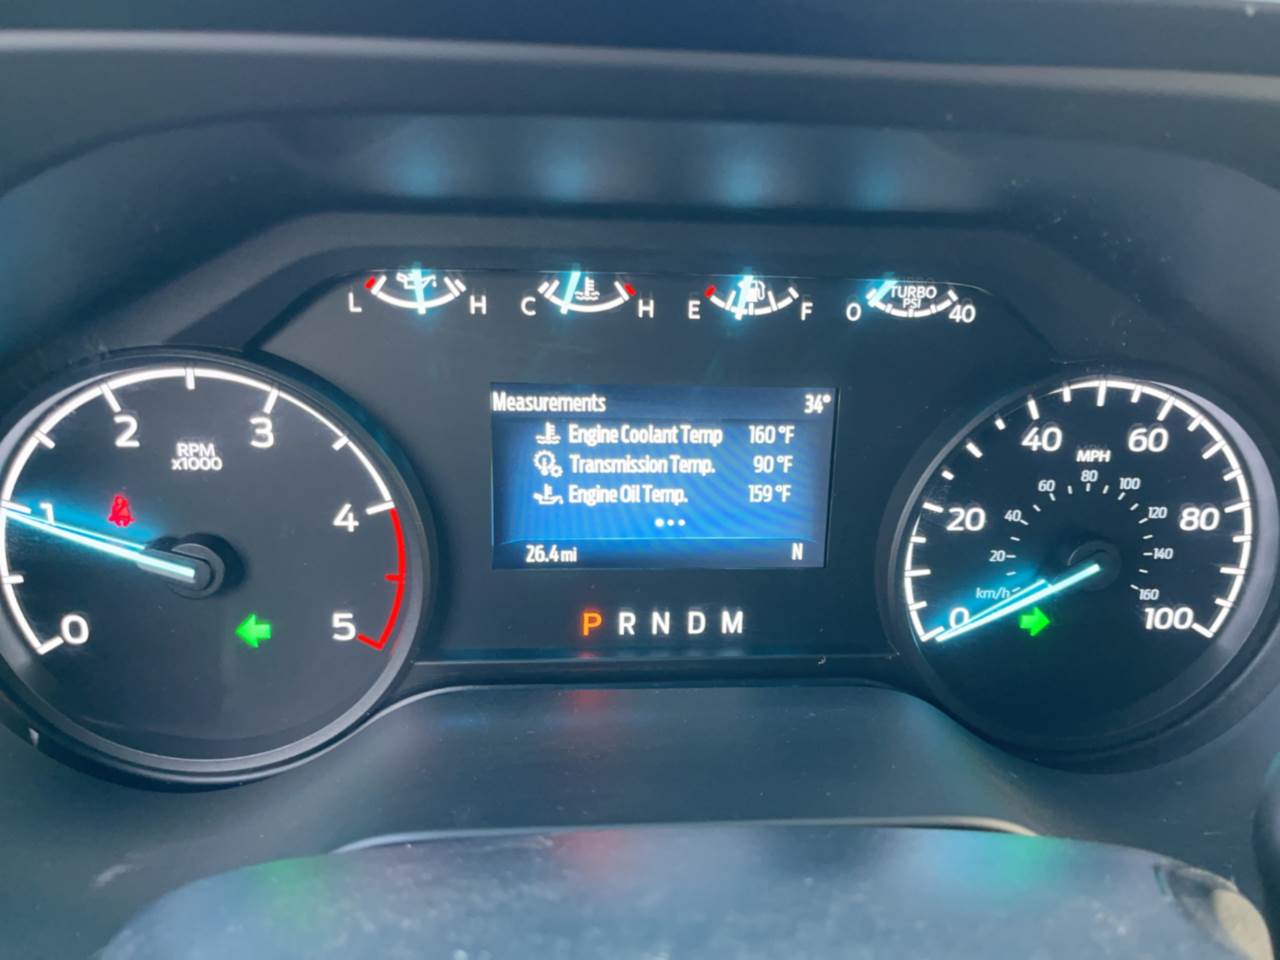 L H C H E F 0 TURBO PSI 40
Measurements 34°
Engine Coolant Temp 160 °F
Transmission Temp. 90 °F
Engine Oil Temp. 159 °F
26.4 mi N
P R N D M
0 1 2 3 4 5
RPM
x1000
0 20 40 60 80 100
MPH
km/h 20 40 60 80 100 120 140 160